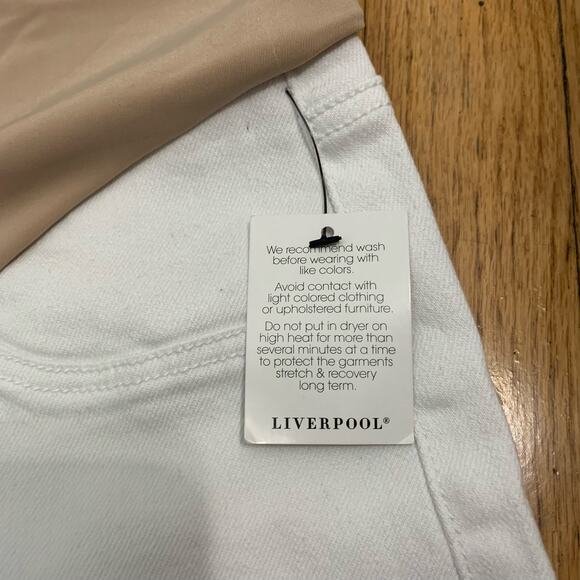 We recommend wash
before wearing with
like colors.
Avoid contact with
light colored clothing
or upholstered furniture.
Do not put in dryer on
high heat for more than
several minutes at a time
to protect the garments
stretch & recovery
long term.
LIVERPOOL®